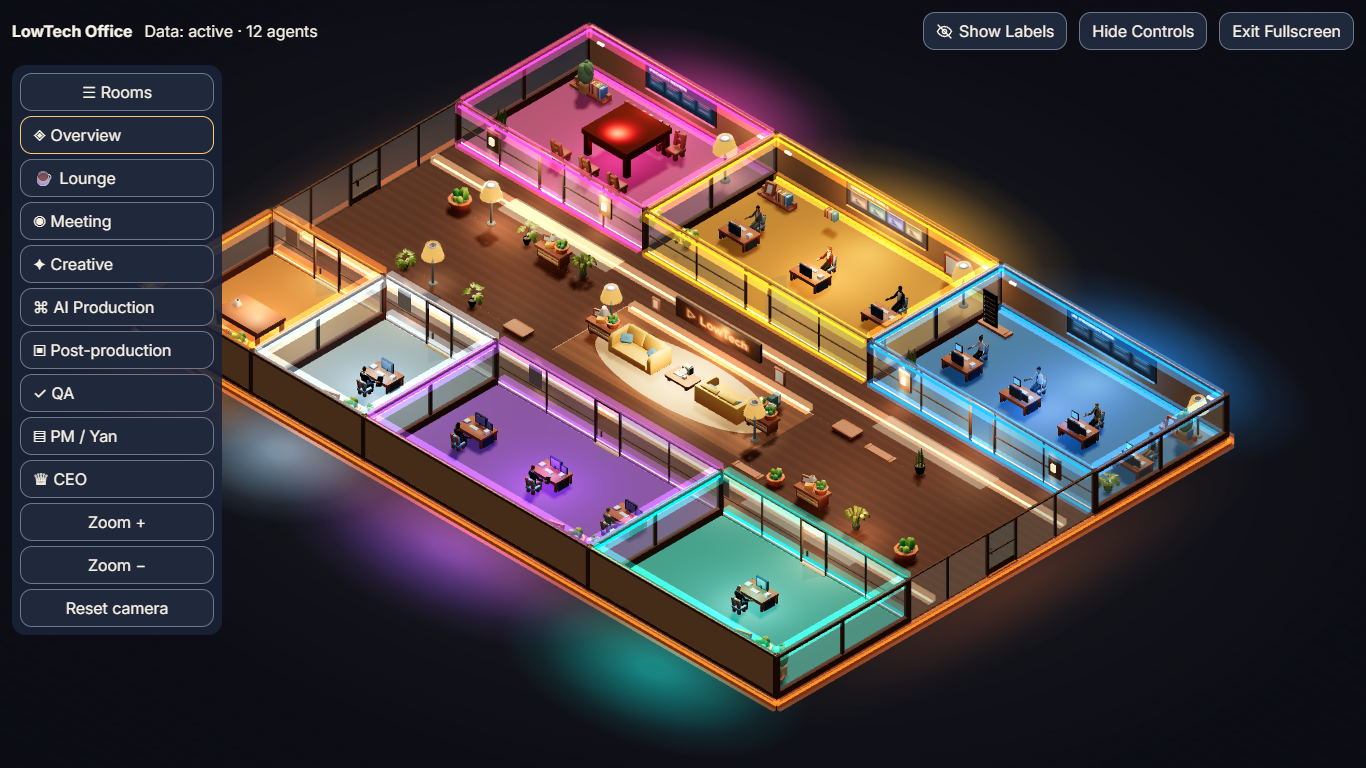 LowTech Office Data: active · 12 agents
Show Labels
Hide Controls
Exit Fullscreen
☰ Rooms
◈ Overview
Lounge
◉ Meeting
✦ Creative
⌘ AI Production
▣ Post-production
✓ QA
▤ PM / Yan
♛ CEO
Zoom +
Zoom −
Reset camera
▷ LowTech